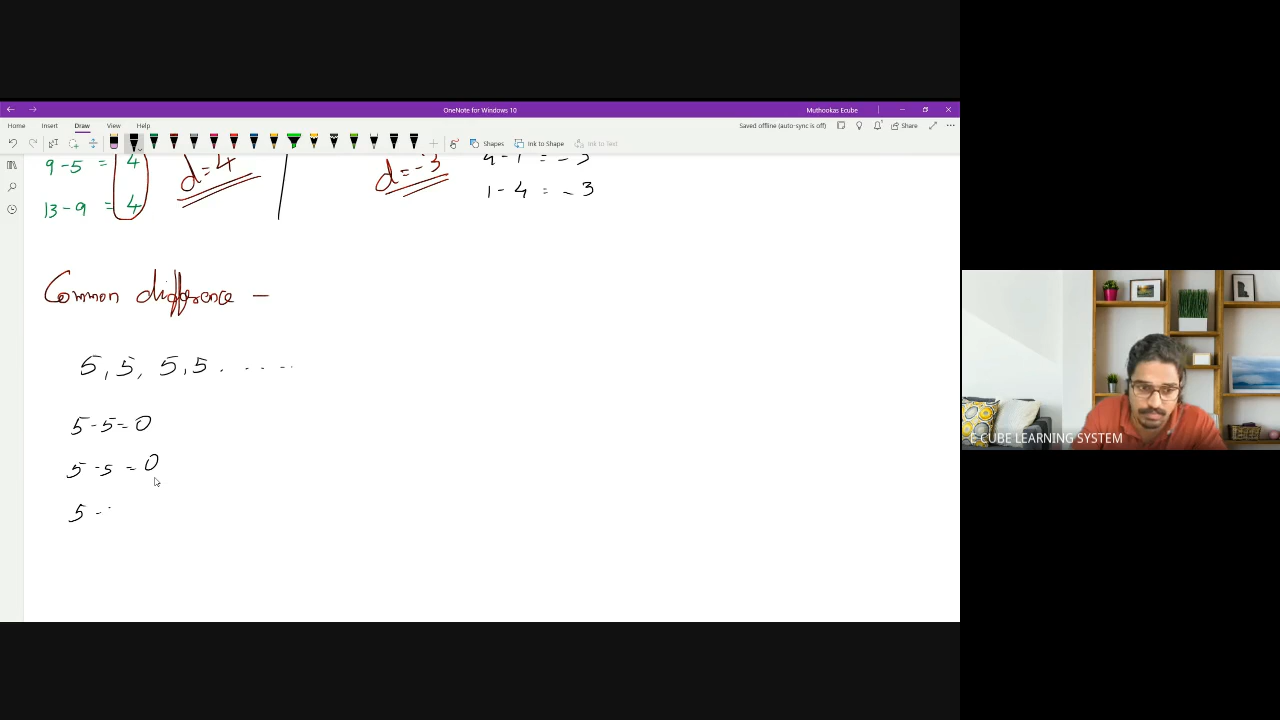 OneNote for Windows 10
Muthookas Ecube
Home Insert Draw View Help
Saved offline (auto-sync is off) Share
Shapes Ink to Shape Ink to Text
9 - 5 = 4
d = 4
d = -3
1 - 4 = - 3
13 - 9 = 4
Common difference -
5, 5, 5, 5. . . . .
5 - 5 = 0
5 - 5 = 0
5 -
E CUBE LEARNING SYSTEM